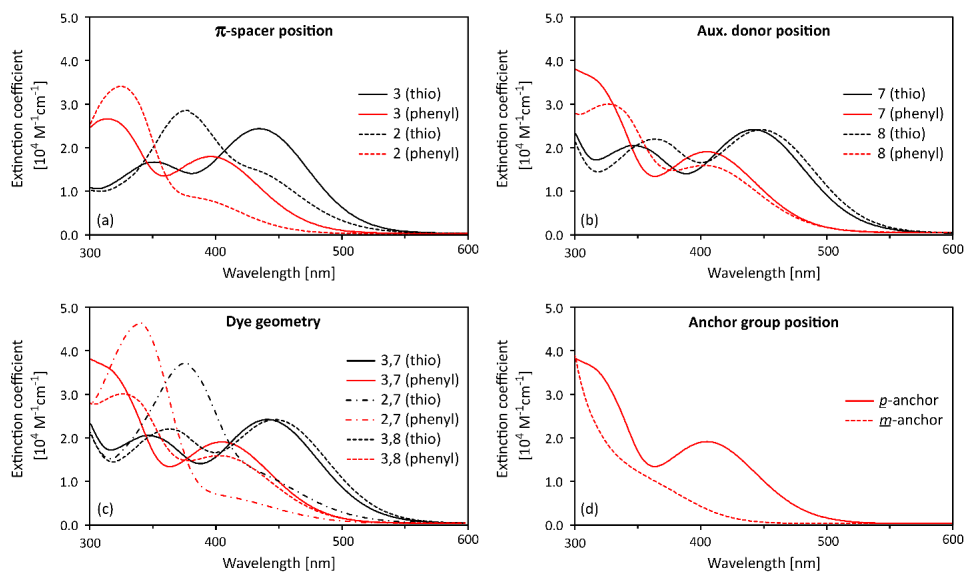 π-spacer position
Extinction coefficient
[10⁴ M⁻¹cm⁻¹]
5.0
4.0
3.0
2.0
1.0
0.0
3 (thio)
3 (phenyl)
2 (thio)
2 (phenyl)
(a)
300
400
500
600
Wavelength [nm]
Aux. donor position
Extinction coefficient
[10⁴ M⁻¹cm⁻¹]
5.0
4.0
3.0
2.0
1.0
0.0
7 (thio)
7 (phenyl)
8 (thio)
8 (phenyl)
(b)
300
400
500
600
Wavelength [nm]
Dye geometry
Extinction coefficient
[10⁴ M⁻¹cm⁻¹]
5.0
4.0
3.0
2.0
1.0
0.0
3,7 (thio)
3,7 (phenyl)
2,7 (thio)
2,7 (phenyl)
3,8 (thio)
3,8 (phenyl)
(c)
300
400
500
600
Wavelength [nm]
Anchor group position
Extinction coefficient
[10⁴ M⁻¹cm⁻¹]
5.0
4.0
3.0
2.0
1.0
0.0
p-anchor
m-anchor
(d)
300
400
500
600
Wavelength [nm]